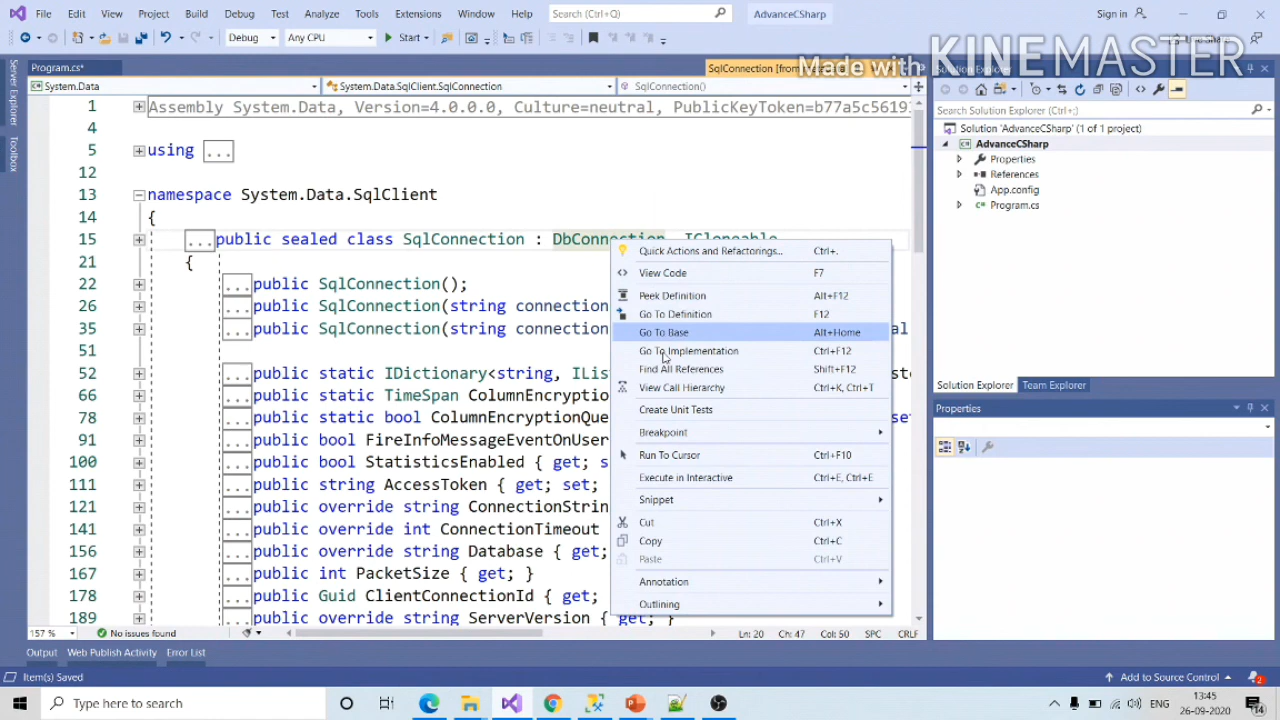 File Edit View Project Build Debug Test Analyze Tools Extensions Window Help Search (Ctrl+Q) AdvanceCSharp Sign in
Debug Any CPU Start
Made with KINEMASTER
Program.cs* SqlConnection [from
System.Data System.Data.SqlClient.SqlConnection SqlConnection()
Server Explorer
Toolbox
1 Assembly System.Data, Version=4.0.0.0, Culture=neutral, PublicKeyToken=b77a5c5619
4
5 using ...
12
13 namespace System.Data.SqlClient
14 {
15 ...public sealed class SqlConnection : DbConnection, ICloneable
21 {
22 ...public SqlConnection();
26 ...public SqlConnection(string connection
35 ...public SqlConnection(string connection al
51
52 ...public static IDictionary<string, ILis ste
66 ...public static TimeSpan ColumnEncryption
78 ...public static bool ColumnEncryptionQue set
91 ...public bool FireInfoMessageEventOnUser
100 ...public bool StatisticsEnabled { get; s
111 ...public string AccessToken { get; set;
121 ...public override string ConnectionStrin
141 ...public override int ConnectionTimeout
156 ...public override string Database { get;
167 ...public int PacketSize { get; }
178 ...public Guid ClientConnectionId { get;
189 ...public override string ServerVersion { get; }
Quick Actions and Refactorings... Ctrl+.
View Code F7
Peek Definition Alt+F12
Go To Definition F12
Go To Base Alt+Home
Go To Implementation Ctrl+F12
Find All References Shift+F12
View Call Hierarchy Ctrl+K, Ctrl+T
Create Unit Tests
Breakpoint
Run To Cursor Ctrl+F10
Execute in Interactive Ctrl+E, Ctrl+E
Snippet
Cut Ctrl+X
Copy Ctrl+C
Paste Ctrl+V
Annotation
Outlining
Solution Explorer
Search Solution Explorer (Ctrl+;)
Solution 'AdvanceCSharp' (1 of 1 project)
AdvanceCSharp
Properties
References
App.config
Program.cs
Solution Explorer Team Explorer
Properties
157 % No issues found Ln: 20 Ch: 47 Col: 50 SPC CRLF
Output Web Publish Activity Error List
Item(s) Saved Add to Source Control 2
Type here to search ENG 13:45
26-09-2020 14